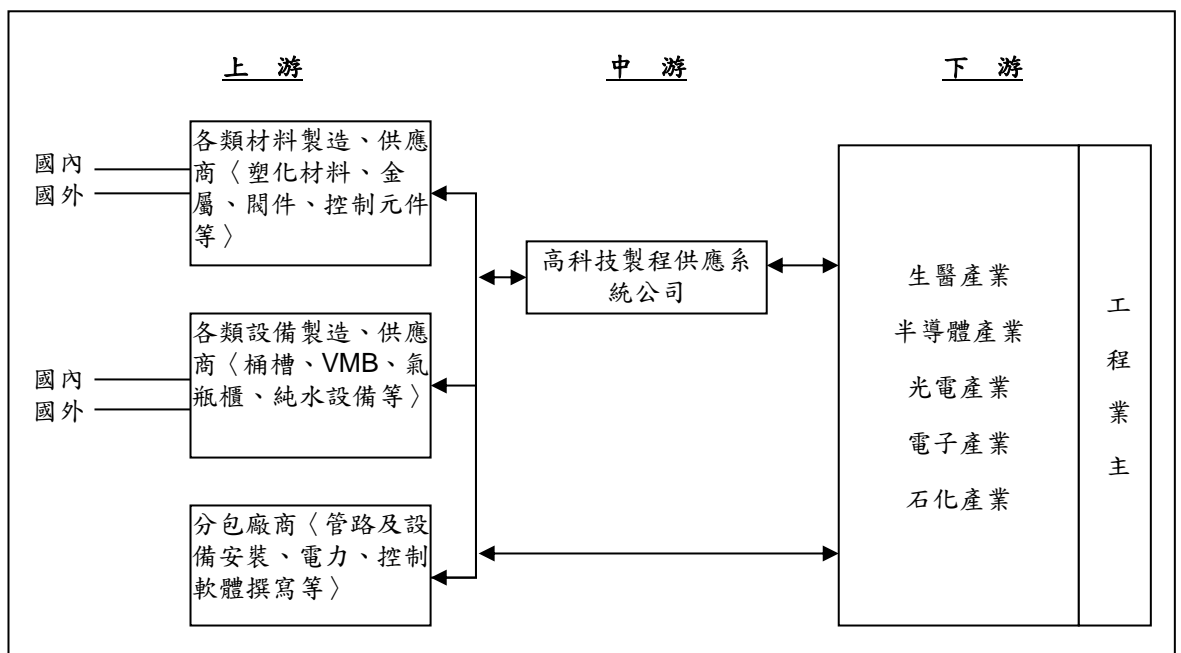 上 游
中 游
下 游
國內
國外
各類材料製造、供應
商〈塑化材料、金
屬、閥件、控制元件
等〉
國內
國外
各類設備製造、供應
商〈桶槽、VMB、氣
瓶櫃、純水設備等〉
分包廠商〈管路及設
備安裝、電力、控制
軟體撰寫等〉
高科技製程供應系
統公司
生醫產業
半導體產業
光電產業
電子產業
石化產業
工程業主